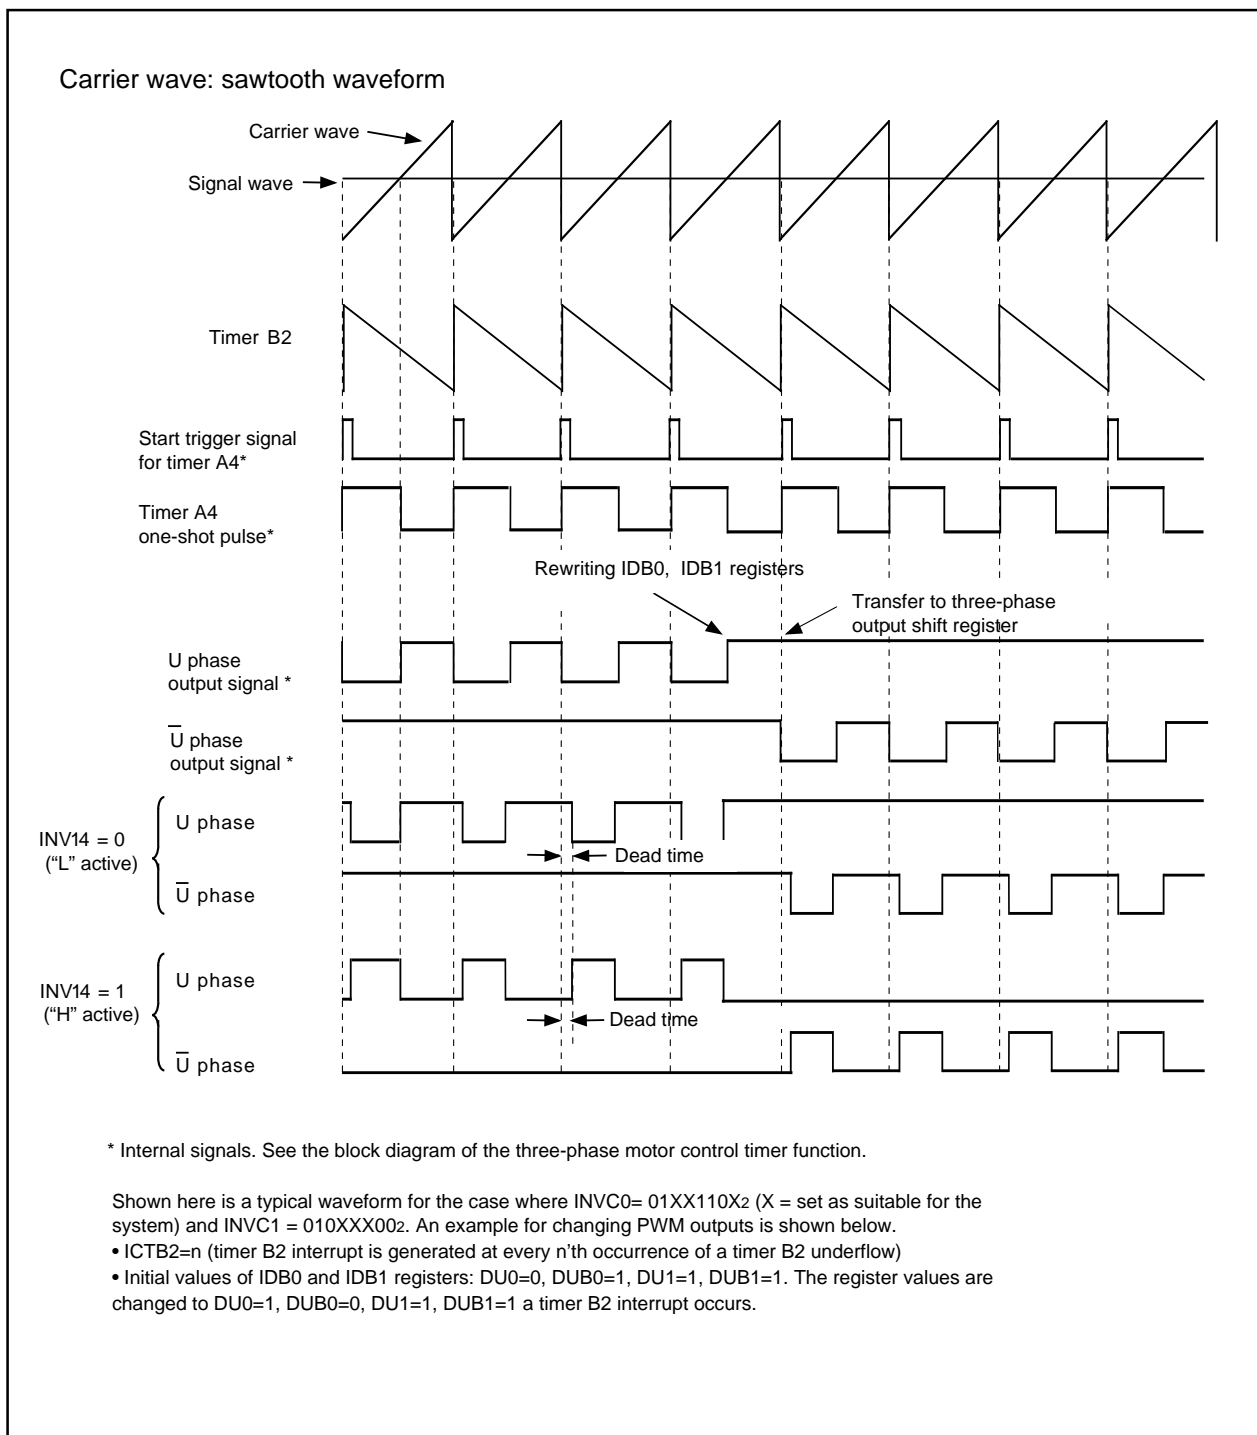 Carrier wave: sawtooth waveform
Carrier wave
Signal wave
Timer B2
Start trigger signal
for timer A4*
Timer A4
one-shot pulse*
Rewriting IDB0, IDB1 registers
Transfer to three-phase
output shift register
U phase
output signal *
U̅ phase
output signal *
INV14 = 0
("L" active)
U phase
Dead time
U̅ phase
INV14 = 1
("H" active)
U phase
Dead time
U̅ phase
* Internal signals. See the block diagram of the three-phase motor control timer function.
Shown here is a typical waveform for the case where INVC0= 01XX110X2 (X = set as suitable for the
system) and INVC1 = 010XXX002. An example for changing PWM outputs is shown below.
• ICTB2=n (timer B2 interrupt is generated at every n'th occurrence of a timer B2 underflow)
• Initial values of IDB0 and IDB1 registers: DU0=0, DUB0=1, DU1=1, DUB1=1. The register values are
changed to DU0=1, DUB0=0, DU1=1, DUB1=1 a timer B2 interrupt occurs.